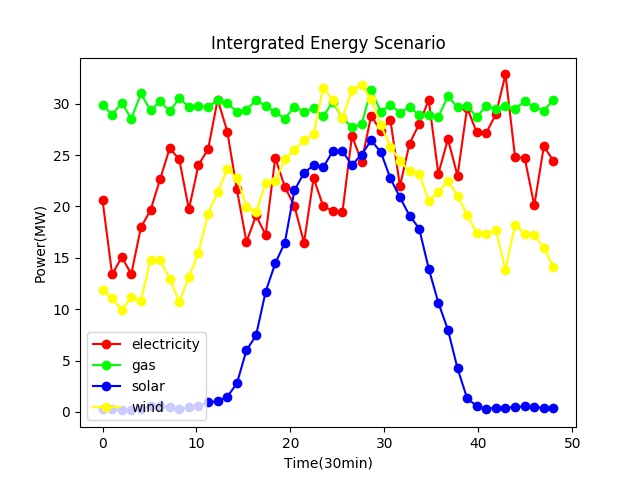 Intergrated Energy Scenario
Power(MW)
30
25
20
15
10
5
0
electricity
gas
solar
wind
0 10 20 30 40 50
Time(30min)